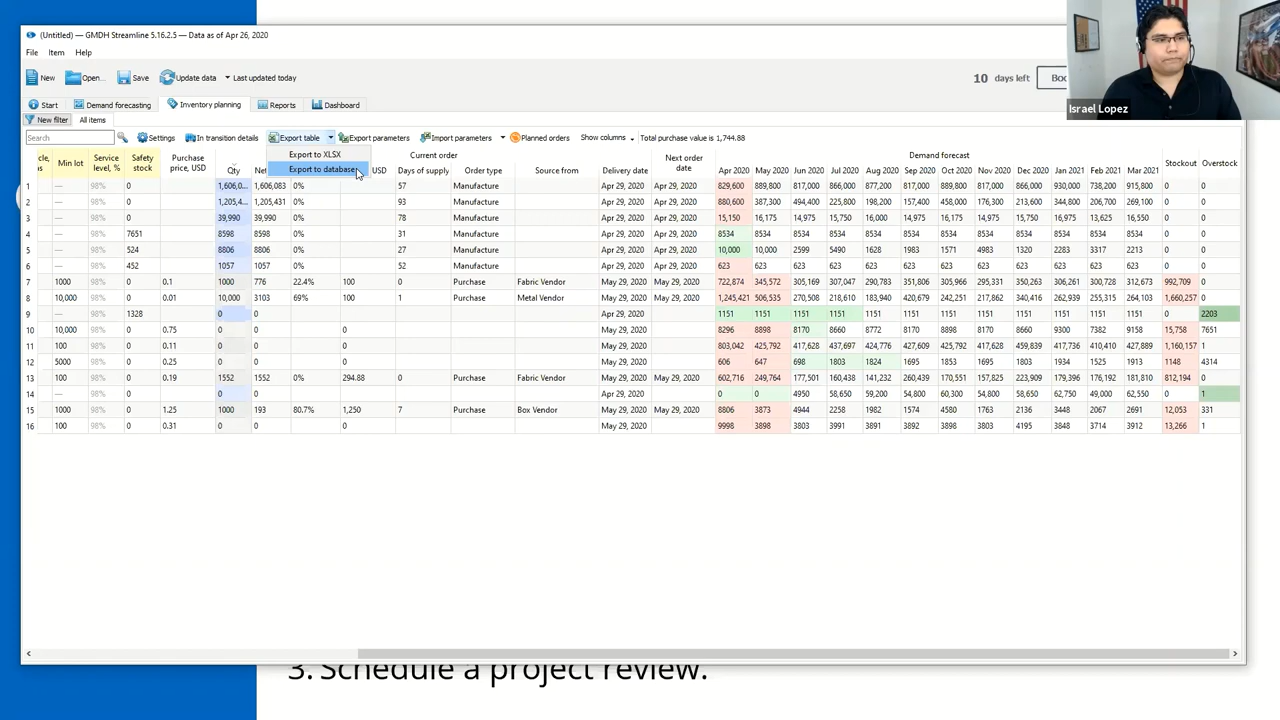 (Untitled) — GMDH Streamline 5.16.2.5 — Data as of Apr 26, 2020
File Item Help
New Open... Save Update data Last updated today 10 days left Boo
Israel Lopez
Start Demand forecasting Inventory planning Reports Dashboard
New filter All items
Search Settings In transition details Export table Export parameters Import parameters Planned orders Show columns Total purchase value is 1,744.88
Export to XLSX
Export to database
Min lot Service level, % Safety stock Purchase price, USD Current order Next order date Demand forecast Stockout Overstock
Qty Net USD Days of supply Order type Source from Delivery date Apr 2020 May 2020 Jun 2020 Jul 2020 Aug 2020 Sep 2020 Oct 2020 Nov 2020 Dec 2020 Jan 2021 Feb 2021 Mar 2021
1 — 98% 0 1,606,0... 1,606,083 0% 57 Manufacture Apr 29, 2020 Apr 29, 2020 829,600 889,800 817,000 866,000 877,200 817,000 889,800 817,000 866,000 930,000 738,200 915,800 0 0
2 — 98% 0 1,205,4... 1,205,431 0% 93 Manufacture Apr 29, 2020 Apr 29, 2020 880,600 387,300 494,400 225,800 198,200 157,400 458,000 176,300 213,600 344,800 206,700 269,100 0 0
3 — 98% 0 39,990 39,990 0% 78 Manufacture Apr 29, 2020 Apr 29, 2020 15,150 16,175 14,975 15,750 16,000 14,975 16,175 14,975 15,750 16,975 13,625 16,550 0 0
4 — 98% 7651 8598 8598 0% 31 Manufacture Apr 29, 2020 Apr 29, 2020 8534 8534 8534 8534 8534 8534 8534 8534 8534 8534 8534 8534 0 0
5 — 98% 524 8806 8806 0% 27 Manufacture Apr 29, 2020 Apr 29, 2020 10,000 10,000 2599 5490 1628 1983 1571 4983 1320 2283 3317 2213 0 0
6 — 98% 452 1057 1057 0% 52 Manufacture Apr 29, 2020 Apr 29, 2020 623 623 623 623 623 623 623 623 623 623 623 623 0 0
7 1000 98% 0 0.1 1000 776 22.4% 100 0 Purchase Fabric Vendor May 29, 2020 May 29, 2020 722,874 345,572 305,169 307,047 290,783 351,806 305,966 295,331 350,263 361,086 300,728 312,673 992,709 0
8 10,000 98% 0 0.01 10,000 3103 69% 100 1 Purchase Metal Vendor May 29, 2020 May 29, 2020 1,245,421 506,535 270,508 218,610 183,940 420,679 242,251 217,862 340,416 262,939 255,315 264,103 1,660,257 0
9 — 98% 1328 0 0 Apr 29, 2020 1151 1151 1151 1151 1151 1151 1151 1151 1151 1151 1151 1151 0 2203
10 10,000 98% 0 0.75 0 0 0 May 29, 2020 8296 8898 8170 8660 8772 8170 8898 8170 8660 9300 7382 9158 15,758 7651
11 100 98% 0 0.11 0 0 0 May 29, 2020 803,042 425,792 417,628 437,697 424,776 427,609 425,792 417,628 459,839 417,736 410,418 427,889 1,160,157 0
12 5000 98% 0 0.25 0 0 0 May 29, 2020 606 647 698 1803 1824 1695 1853 1695 1803 1934 1525 1913 1148 4314
13 100 98% 0 0.19 1552 1552 0% 294.88 0 Purchase Fabric Vendor May 29, 2020 May 29, 2020 602,716 249,764 177,501 160,438 141,232 260,439 170,551 157,825 223,909 179,396 176,192 181,810 812,194 0
14 — 98% 0 0 0 Apr 29, 2020 0 0 4950 58,650 59,200 54,800 60,300 54,800 58,650 62,750 49,000 62,550 0 1
15 1000 98% 0 1.25 1000 193 80.7% 1,250 7 Purchase Box Vendor May 29, 2020 May 29, 2020 8806 3873 4944 2258 1982 1574 4580 1763 2136 3448 2067 2691 12,053 331
16 100 98% 0 0.31 0 0 0 May 29, 2020 9998 3898 3803 3991 3891 3892 3898 3803 4195 3848 3714 3912 13,266 1
3. Schedule a project review.